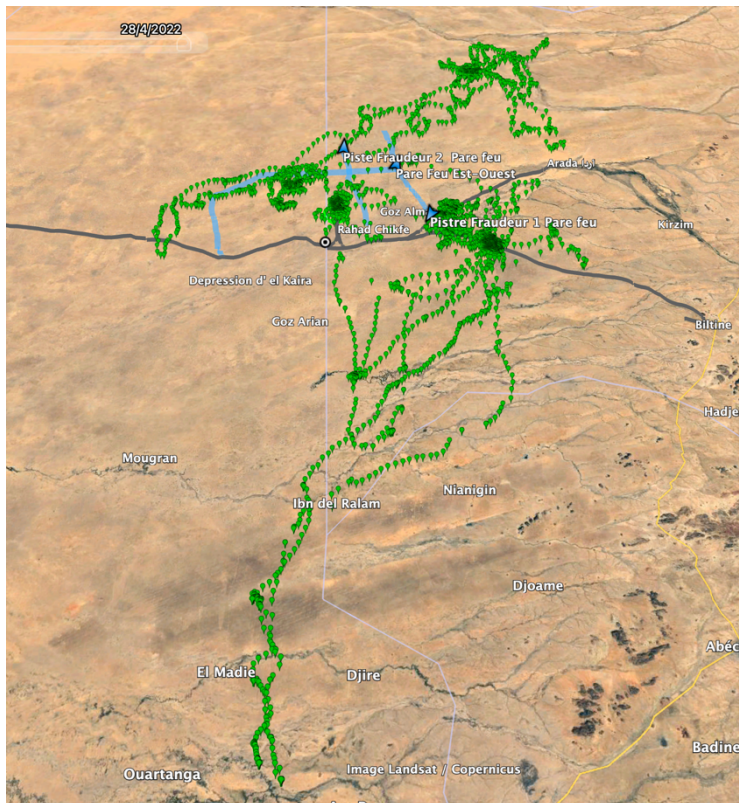 28/4/2022
Piste Fraudeur 2 Pare feu
Pare Feu Est-Ouest
Arada أردا
Goz Alm
Pistre Fraudeur 1 Pare feu
Rahad Chikfe
Kirzim
Depression d' el Kaira
Goz Arian
Biltine
Hadje
Mougran
Nianigin
Ibn del Ralam
Djoame
El Madie
Djire
Abéc
Badine
Ouartanga
Image Landsat / Copernicus